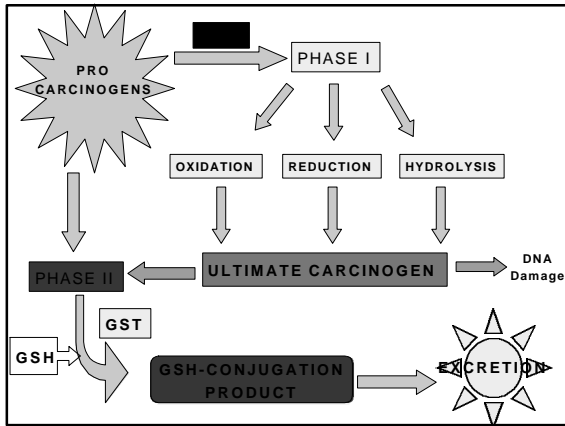 PRO
CARCINOGENS
PHASE I
OXIDATION
REDUCTION
HYDROLYSIS
PHASE II
ULTIMATE CARCINOGEN
DNA
Damage
GST
GSH
GSH-CONJUGATION
PRODUCT
EXCRETION